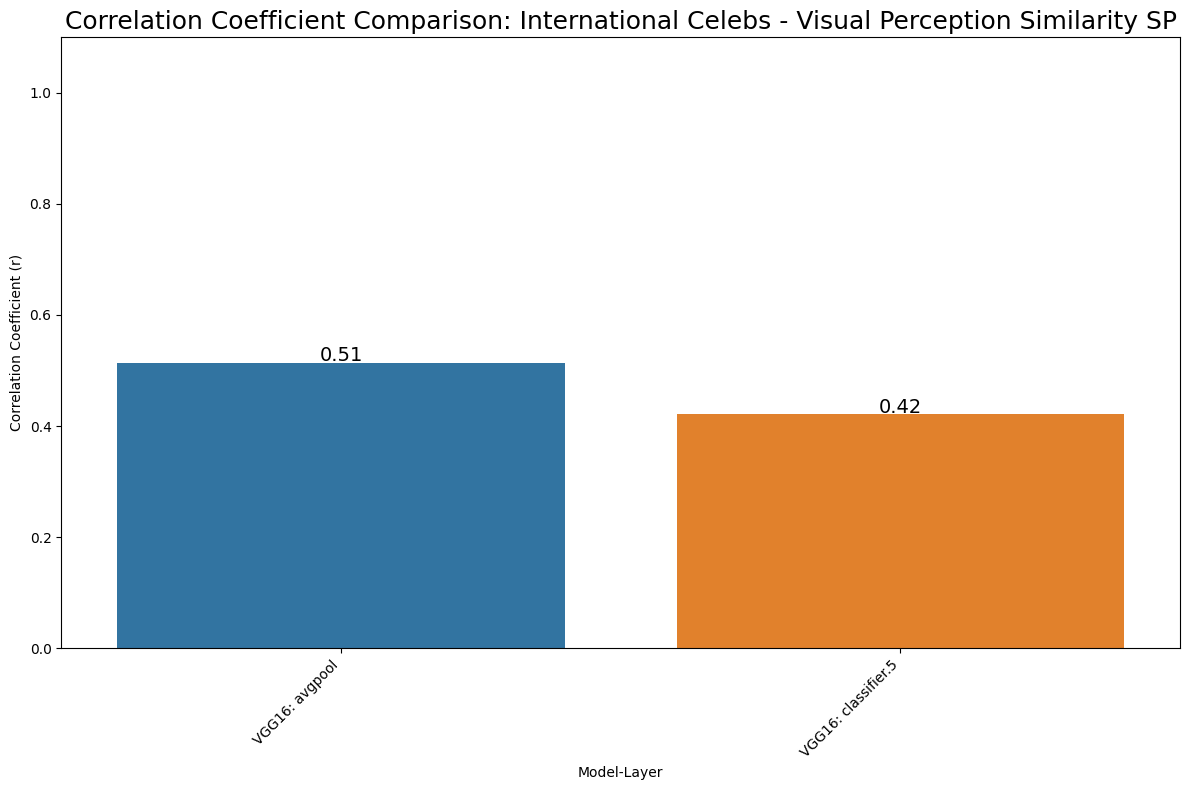 Correlation Coefficient Comparison: International Celebs - Visual Perception Similarity SP
Correlation Coefficient (r)
1.0
0.8
0.6
0.4
0.2
0.0
0.51
0.42
VGG16: avgpool
VGG16: classifier.5
Model-Layer